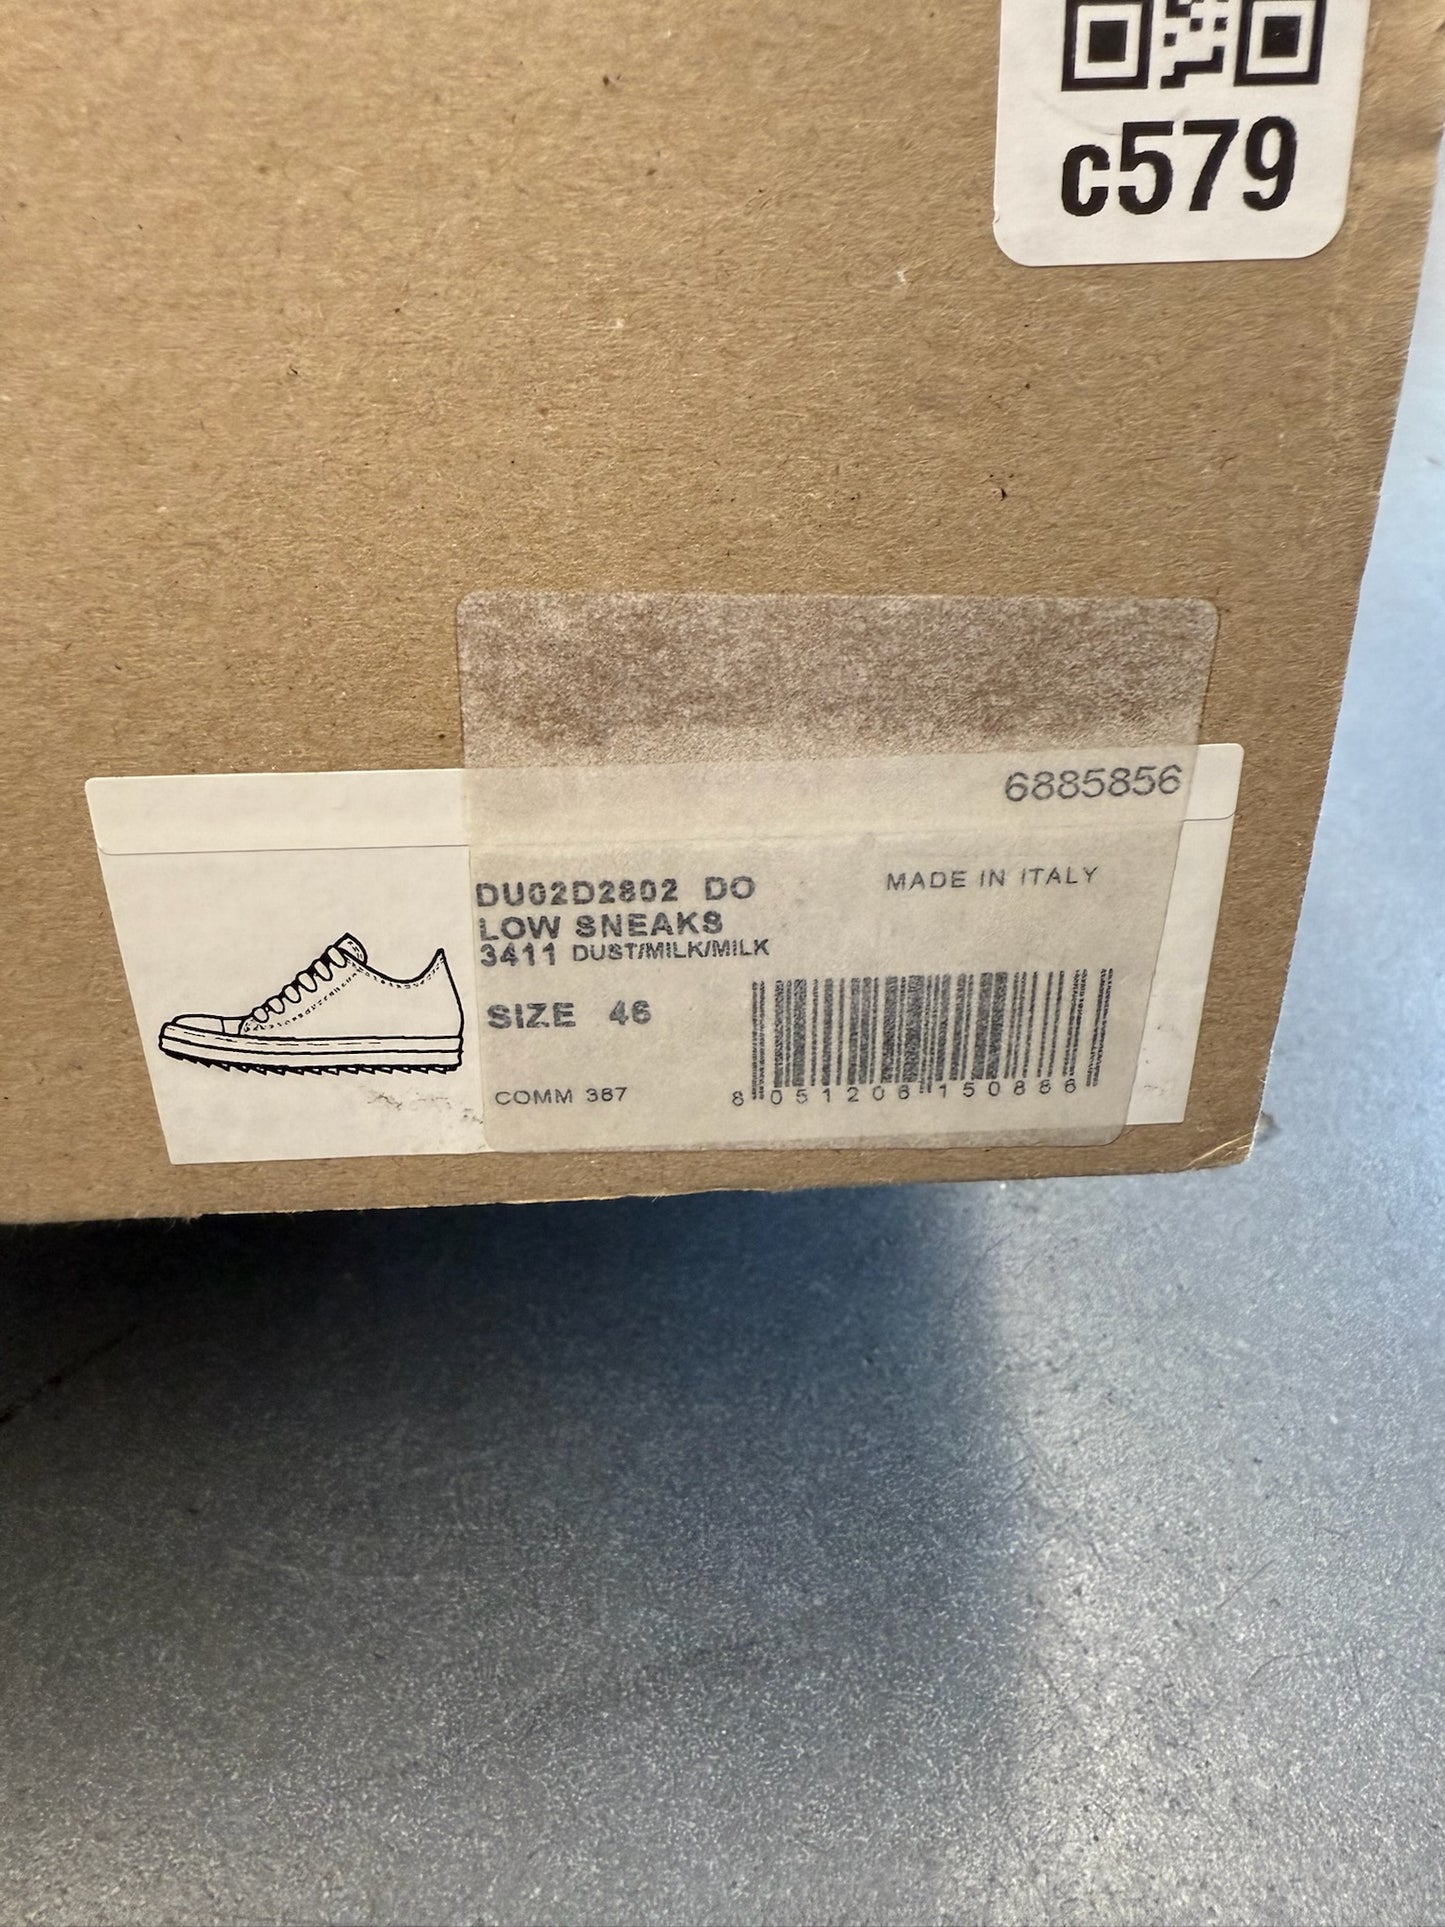 c579
6885856
DU02D2802 DO
MADE IN ITALY
LOW SNEAKS
3411 DUST/MILK/MILK
SIZE 46
COMM 387
8 051206 150886